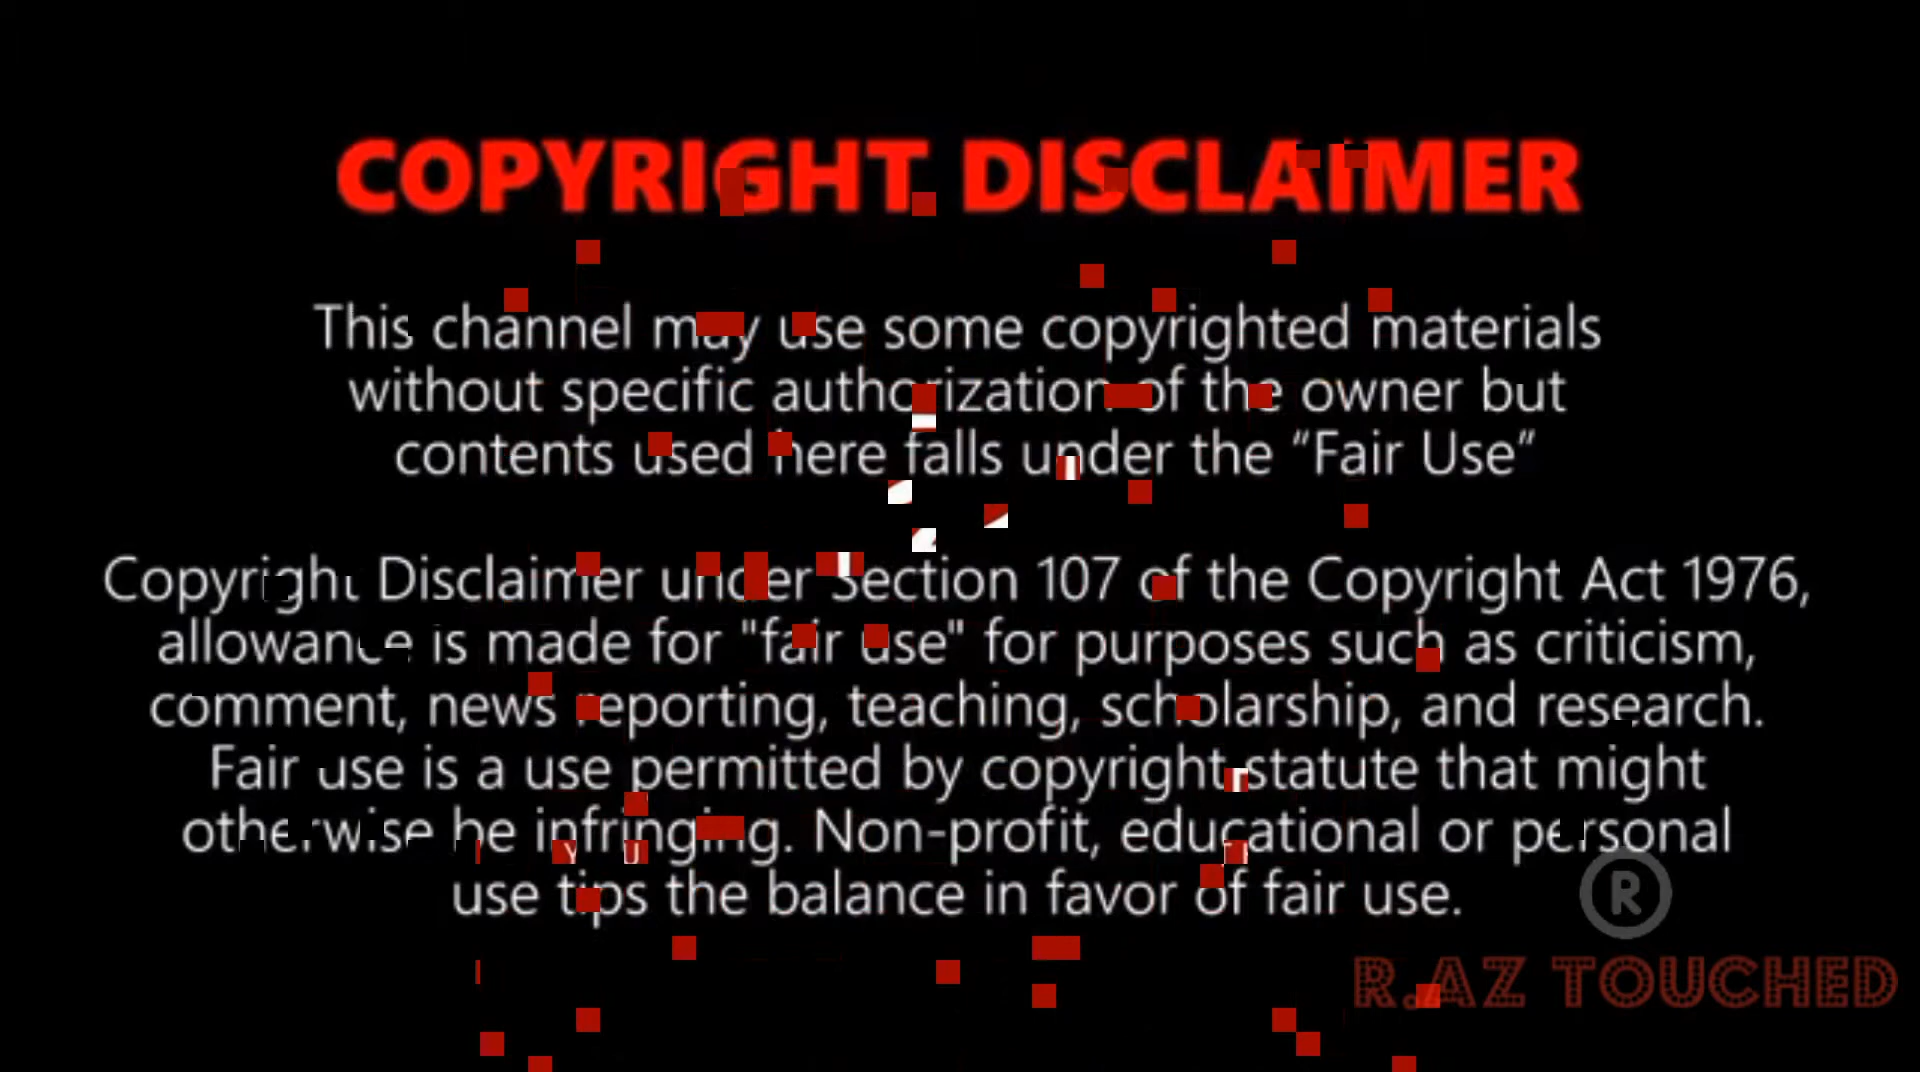 COPYRIGHT DISCLAIMER
This channel may use some copyrighted materials
without specific authorization of the owner but
contents used here falls under the “Fair Use”
Copyright Disclaimer under Section 107 of the Copyright Act 1976,
allowance is made for "fair use" for purposes such as criticism,
comment, news reporting, teaching, scholarship, and research.
Fair use is a use permitted by copyright statute that might
otherwise be infringing. Non-profit, educational or personal
use tips the balance in favor of fair use.
®
R.AZ TOUCHED